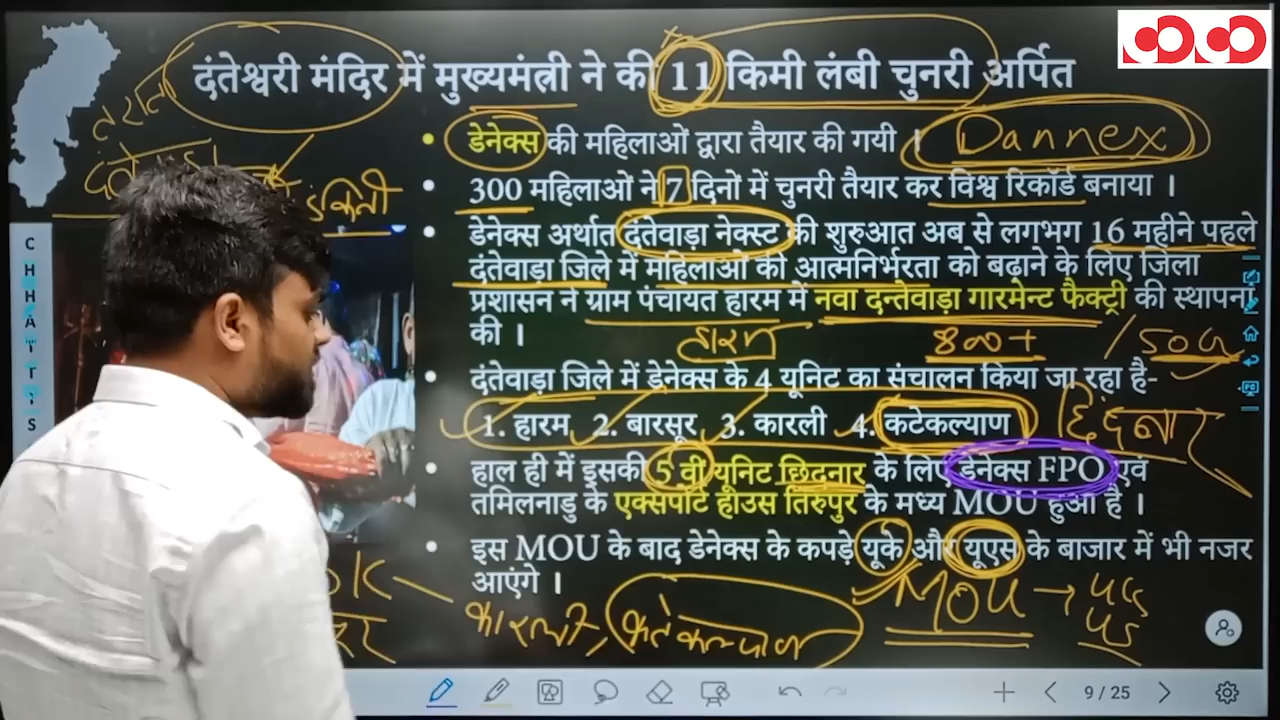 दंतेश्वरी मंदिर में मुख्यमंत्री ने की 11 किमी लंबी चुनरी अर्पित
• डेनेक्स की महिलाओं द्वारा तैयार की गयी ।
Dannex
• 300 महिलाओं ने 7 दिनों में चुनरी तैयार कर विश्व रिकॉर्ड बनाया ।
• डेनेक्स अर्थात दंतेवाड़ा नेक्स्ट की शुरुआत अब से लगभग 16 महीने पहले
दंतेवाड़ा जिले में महिलाओं की आत्मनिर्भरता को बढ़ाने के लिए जिला
प्रशासन ने ग्राम पंचायत हारम में नवा दन्तेवाड़ा गारमेन्ट फैक्ट्री की स्थापना
की ।
हारम 800+
• दंतेवाड़ा जिले में डेनेक्स के 4 यूनिट का संचालन किया जा रहा है-
1. हारम 2. बारसूर 3. कारली 4. कटेकल्याण
छिंदनार
• हाल ही में इसकी 5 वी यूनिट छिदनार के लिए डेनेक्स FPO एवं
तमिलनाडु के एक्सपोर्ट हाउस तिरुपुर के मध्य MOU हुआ है ।
• इस MOU के बाद डेनेक्स के कपड़े यूके और यूएस के बाजार में भी नजर
आएंगे ।
कारली, कतेकल्याण
MOU → UK
US
C
H
H
A
T
T
I
S
9 / 25